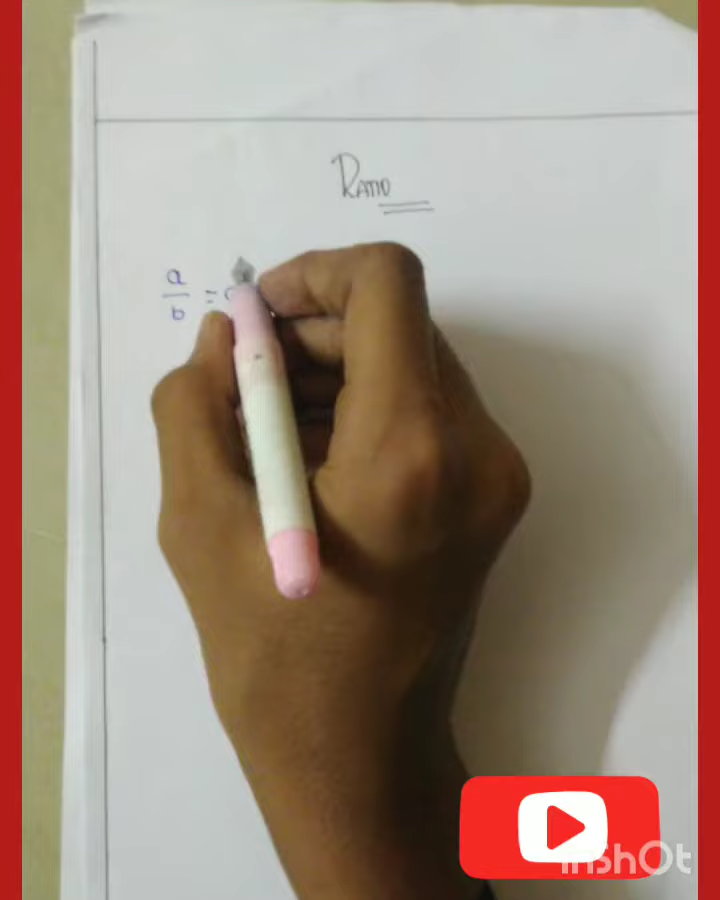 RATIO
a/b =
InShOt